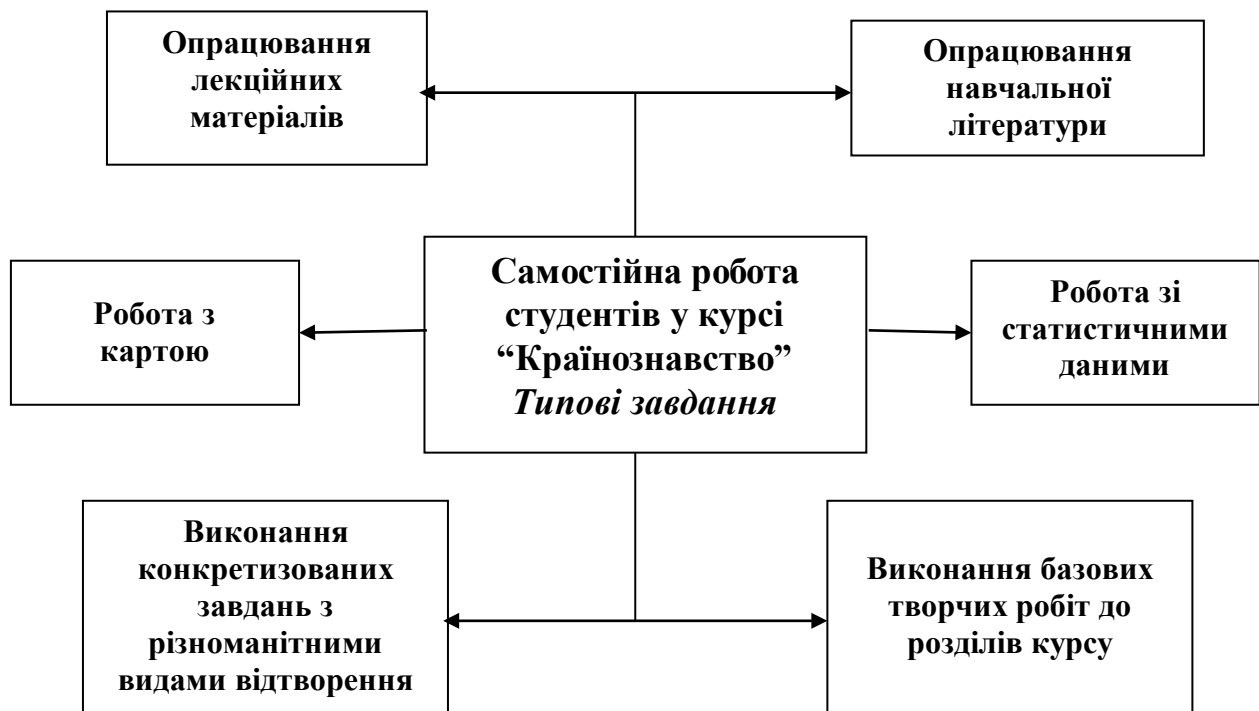 Опрацювання
лекційних
матеріалів
Опрацювання
навчальної
літератури
Робота з
картою
Самостійна робота
студентів у курсі
“Країнознавство”
Типові завдання
Робота зі
статистичними
даними
Виконання
конкретизованих
завдань з
різноманітними
видами відтворення
Виконання базових
творчих робіт до
розділів курсу